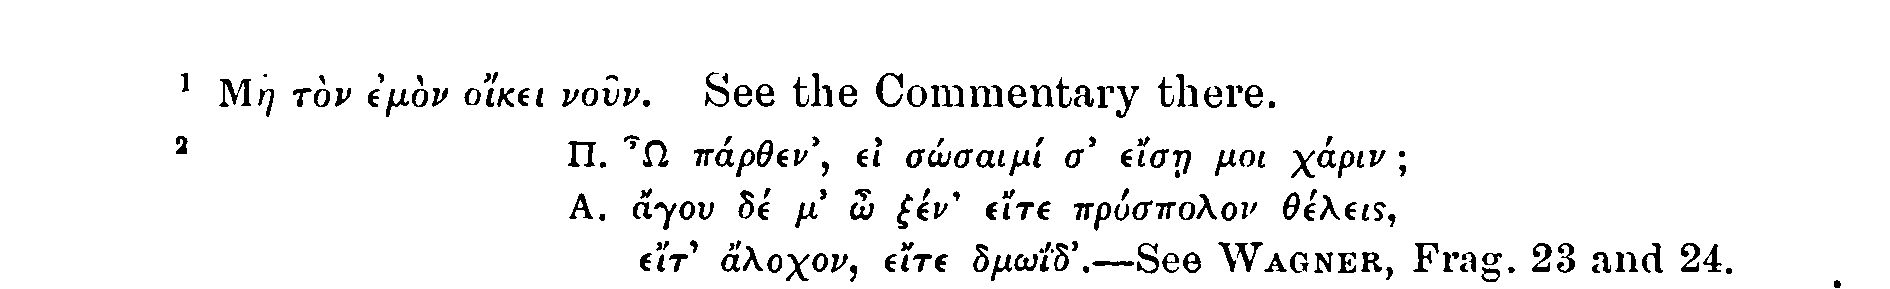 ¹ Μὴ τὸν ἐμὸν οἴκει νοῦν. See the Commentary there.
² Π. Ὦ πάρθεν’, εἰ σώσαιμί σ’ εἴσῃ μοι χάριν ;
Α. ἄγου δέ μ’ ὦ ξέν’ εἴτε πρόσπολον θέλεις,
εἴτ’ ἄλοχον, εἴτε δμωΐδ’.—See WAGNER, Frag. 23 and 24.